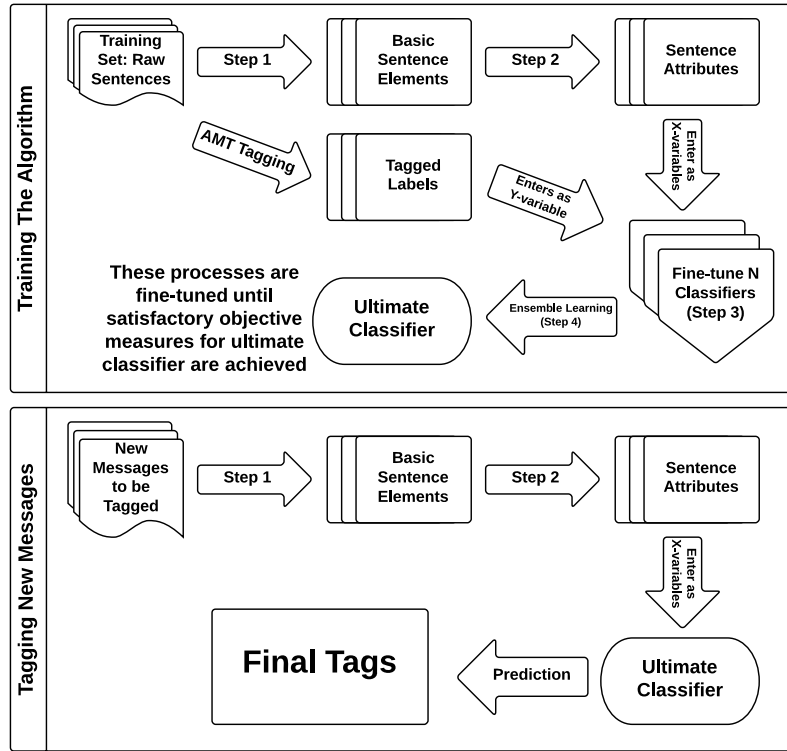 Training The Algorithm
Training
Set: Raw
Sentences
Step 1
Basic
Sentence
Elements
Step 2
Sentence
Attributes
AMT Tagging
Tagged
Labels
Enters as
Y-variable
Enter as
X-variables
These processes are
fine-tuned until
satisfactory objective
measures for ultimate
classifier are achieved
Ultimate
Classifier
Ensemble Learning
(Step 4)
Fine-tune N
Classifiers
(Step 3)
Tagging New Messages
New
Messages
to be
Tagged
Step 1
Basic
Sentence
Elements
Step 2
Sentence
Attributes
Enter as
X-variables
Final Tags
Prediction
Ultimate
Classifier